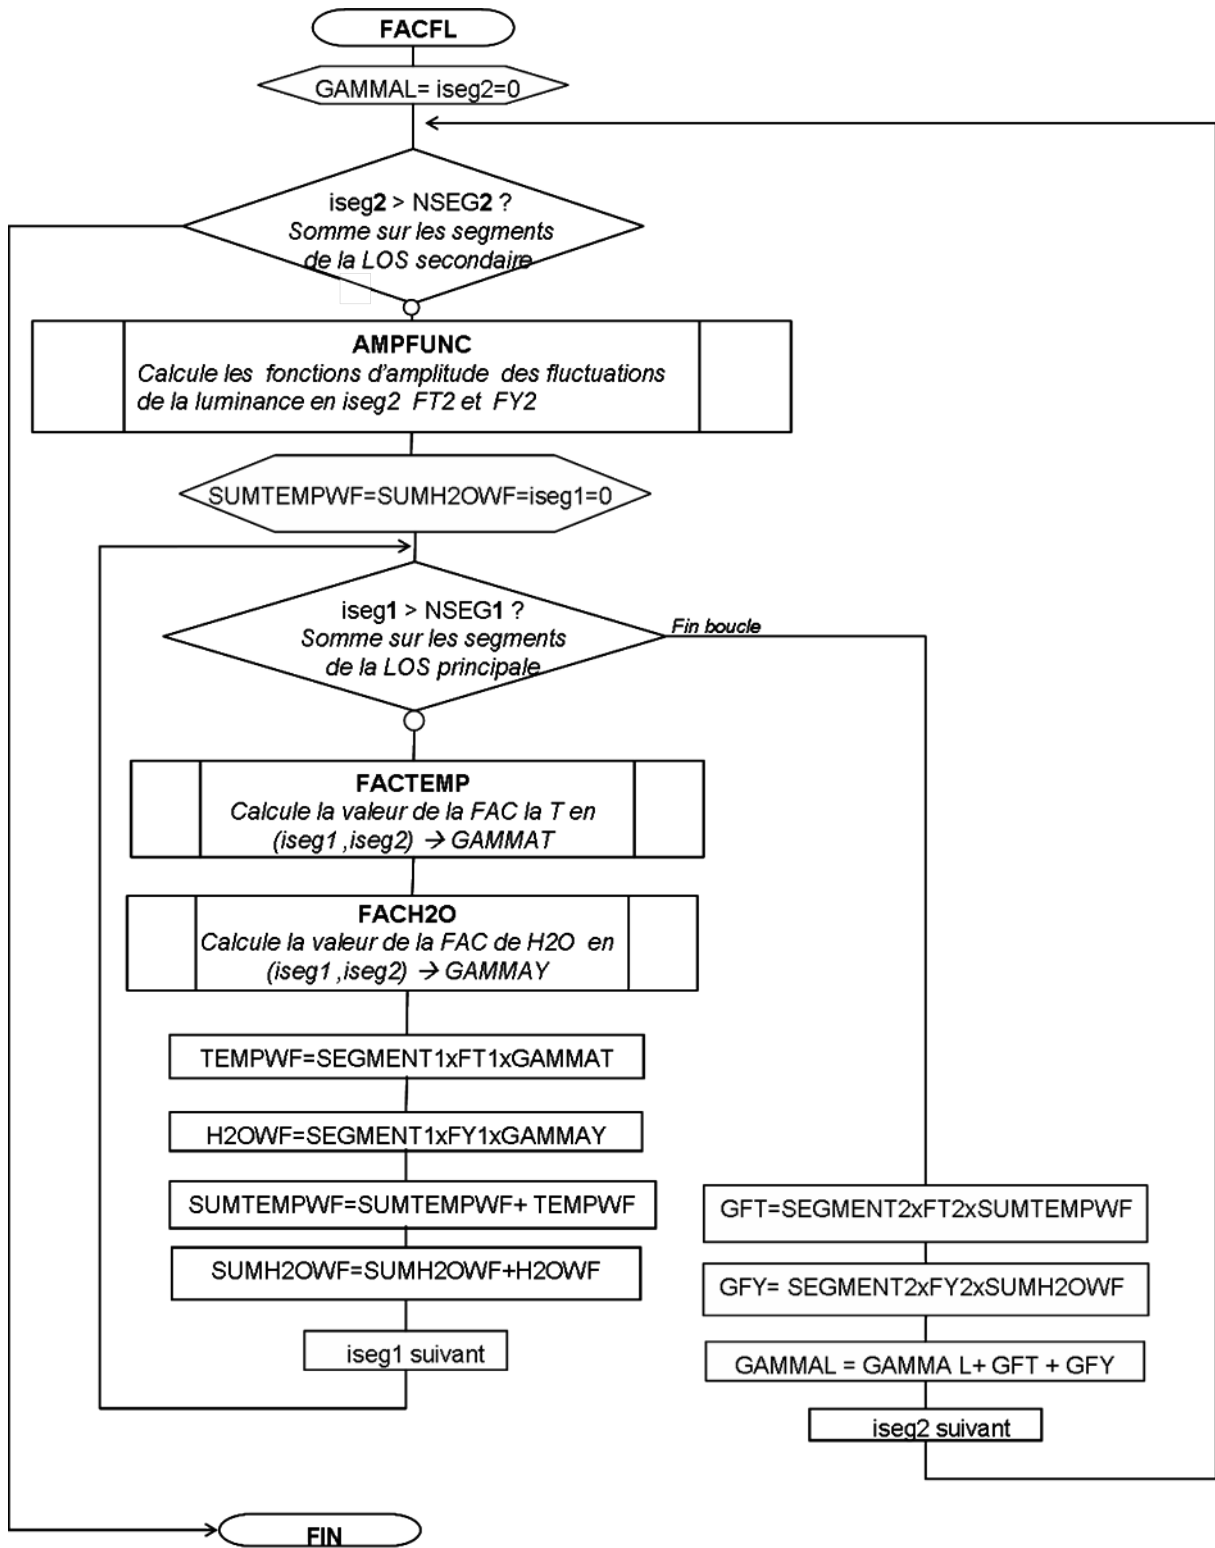 FACFL
GAMMAL= iseg2=0
iseg2 > NSEG2 ?
Somme sur les segments
de la LOS secondaire
AMPFUNC
Calcule les fonctions d'amplitude des fluctuations
de la luminance en iseg2 FT2 et FY2
SUMTEMPWF=SUMH2OWF=iseg1=0
iseg1 > NSEG1 ?
Somme sur les segments
de la LOS principale
Fin boucle
FACTEMP
Calcule la valeur de la FAC la T en
(iseg1 ,iseg2) → GAMMAT
FACH2O
Calcule la valeur de la FAC de H2O en
(iseg1 ,iseg2) → GAMMAY
TEMPWF=SEGMENT1xFT1xGAMMAT
H2OWF=SEGMENT1xFY1xGAMMAY
SUMTEMPWF=SUMTEMPWF+ TEMPWF
SUMH2OWF=SUMH2OWF+H2OWF
iseg1 suivant
GFT=SEGMENT2xFT2xSUMTEMPWF
GFY= SEGMENT2xFY2xSUMH2OWF
GAMMAL = GAMMA L+ GFT + GFY
iseg2 suivant
FIN